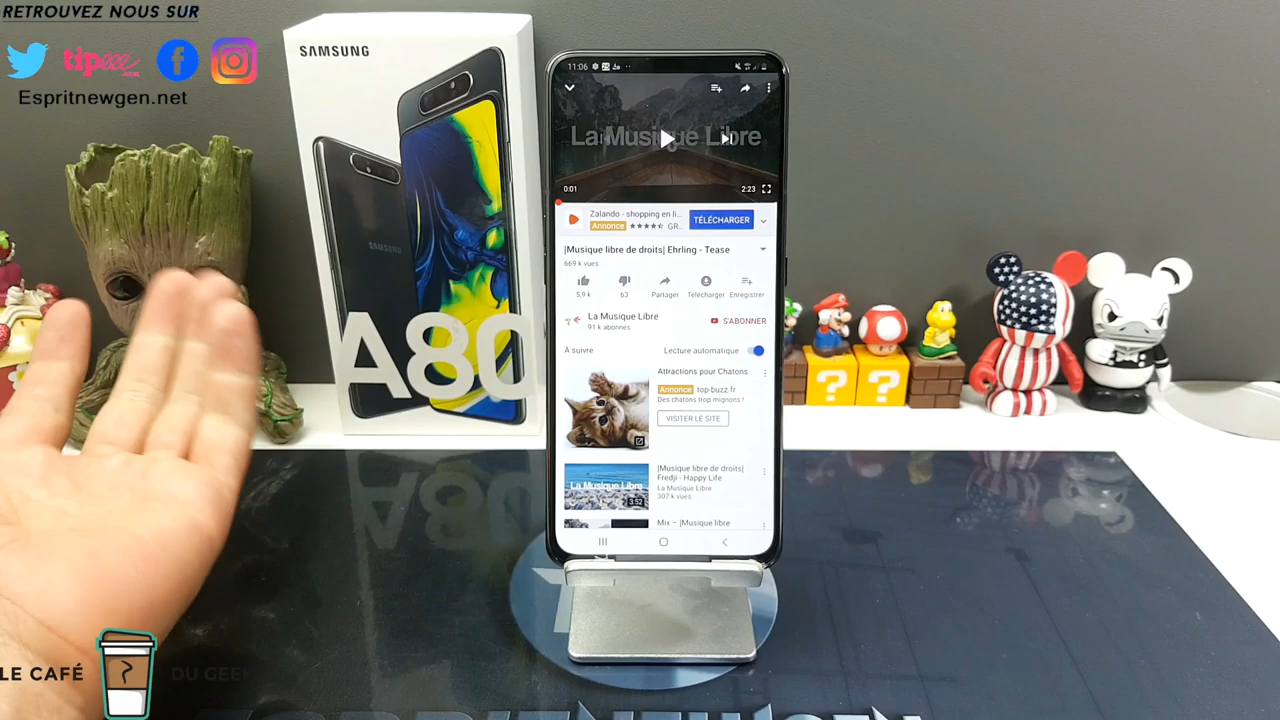 RETROUVEZ NOUS SUR
tipeee
Espritnewgen.net
SAMSUNG
SAMSUNG
A80
11:06
La Musique Libre
0:01
2:23
Zalando - shopping en li...
Annonce
GR...
TÉLÉCHARGER
|Musique libre de droits| Ehrling - Tease
669 k vues
5,9 k
63
Partager
Télécharger
Enregistrer
La Musique Libre
91 k abonnés
S'ABONNER
À suivre
Lecture automatique
Attractions pour Chatons
Annonce top-buzz.fr
Des chatons trop mignons !
VISITER LE SITE
La Musique Libre
3:52
|Musique libre de droits|
Fredji - Happy Life
La Musique Libre
307 k vues
Mix – |Musique libre
? ?
LE CAFÉ
DU GEEK